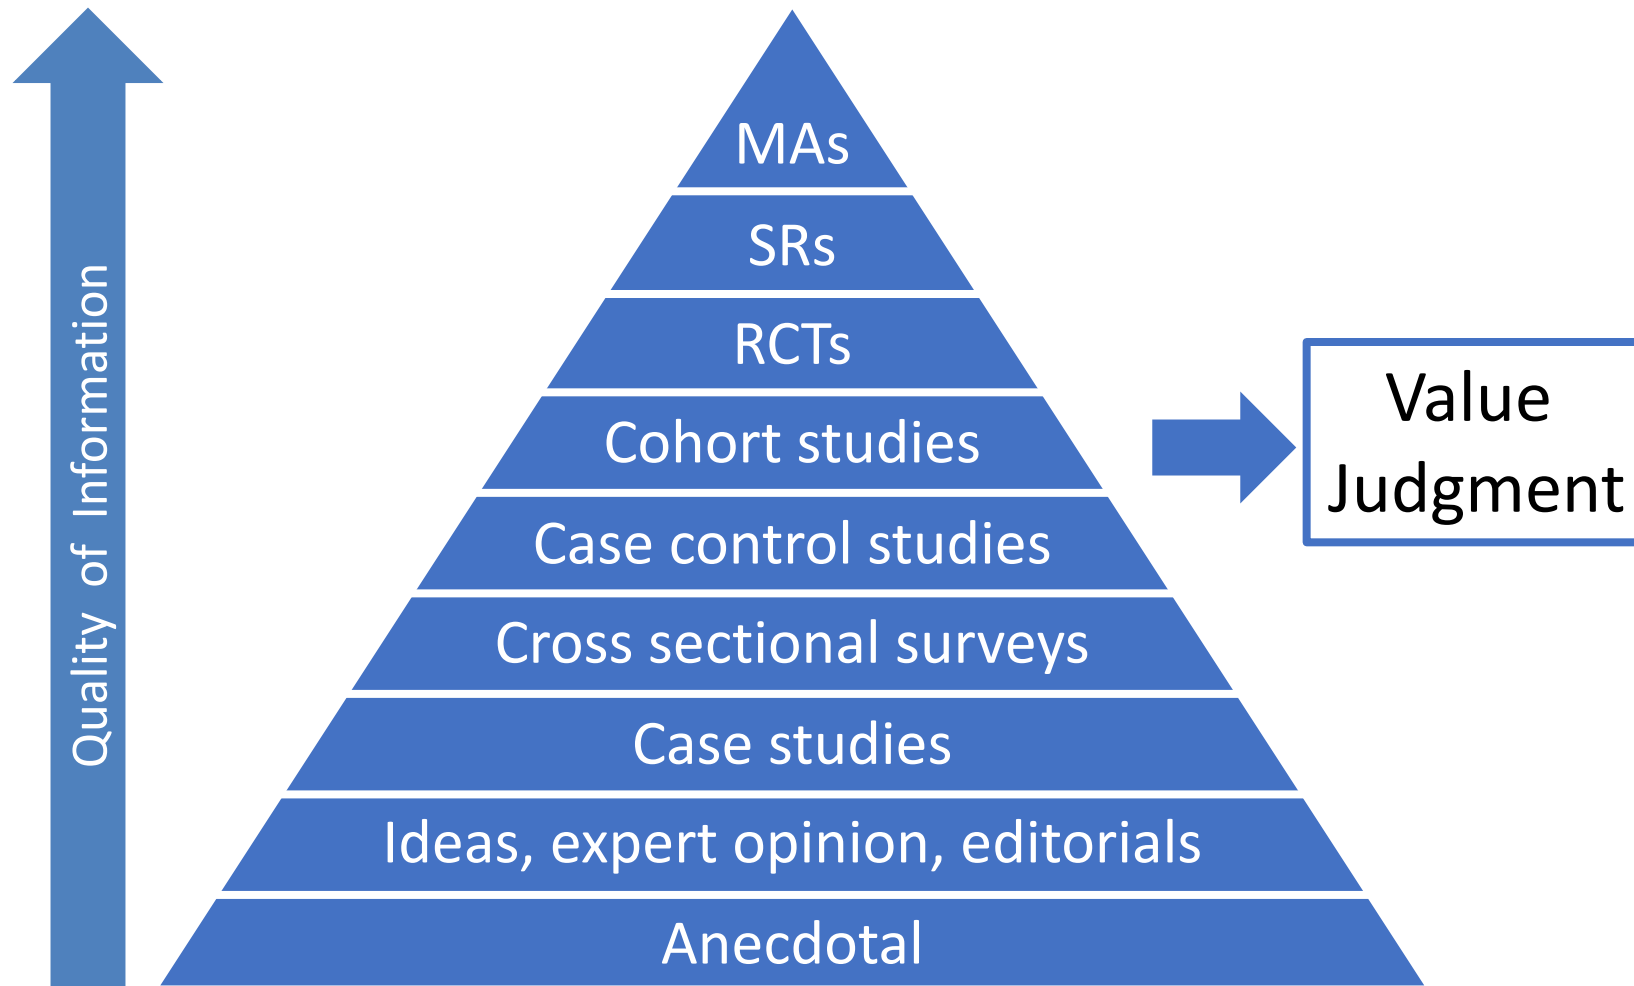 Quality of Information
MAs
SRs
RCTs
Cohort studies
Case control studies
Cross sectional surveys
Case studies
Ideas, expert opinion, editorials
Anecdotal
Value
Judgment